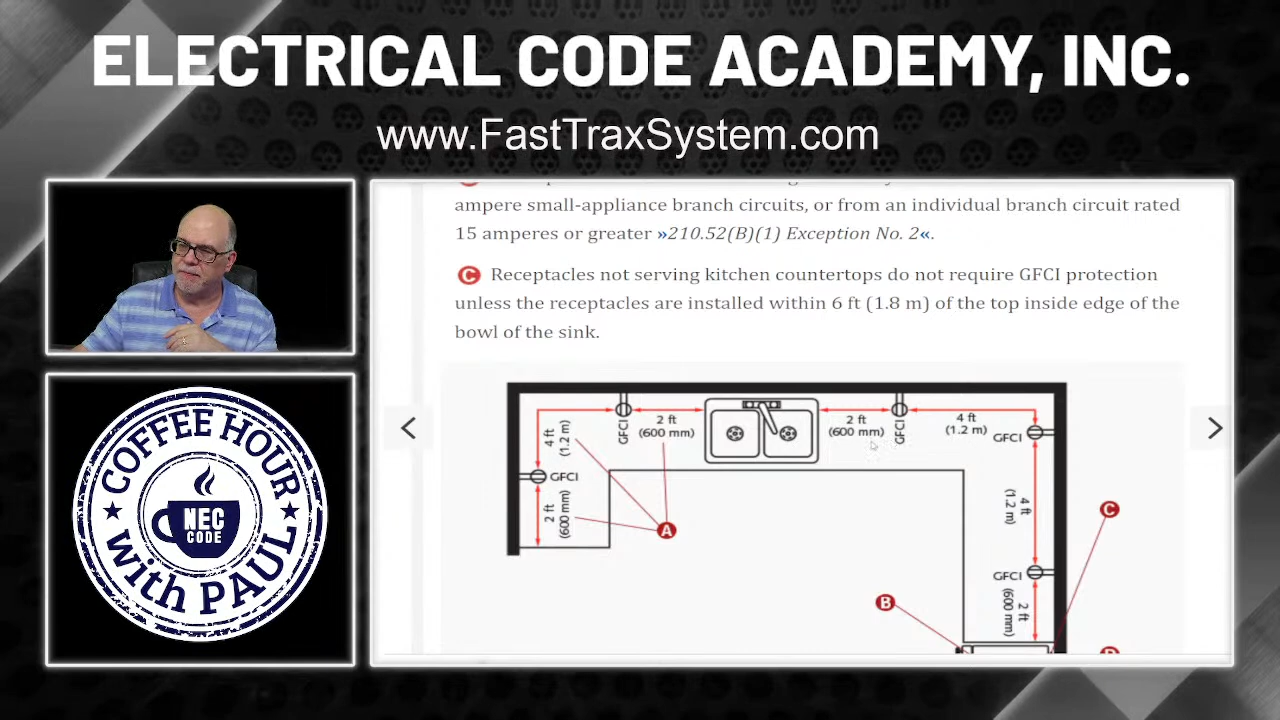 ELECTRICAL CODE ACADEMY, INC.
www.FastTraxSystem.com
ampere small-appliance branch circuits, or from an individual branch circuit rated
15 amperes or greater »210.52(B)(1) Exception No. 2«.
C Receptacles not serving kitchen countertops do not require GFCI protection
unless the receptacles are installed within 6 ft (1.8 m) of the top inside edge of the
bowl of the sink.
4 ft
(1.2 m)
GFCI
2 ft
(600 mm)
2 ft
(600 mm)
GFCI
4 ft
(1.2 m)
GFCI
GFCI
2 ft
(600 mm)
A
4 ft
(1.2 m)
C
GFCI
2 ft
(600 mm)
B
D
COFFEE HOUR
NEC
CODE
with PAUL